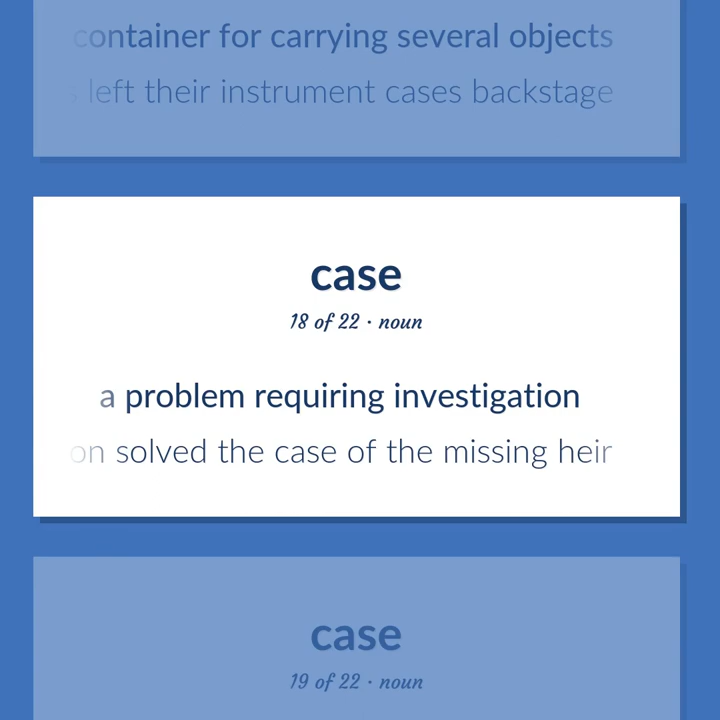 container for carrying several objects
left their instrument cases backstage
case
18 of 22 · noun
a problem requiring investigation
on solved the case of the missing heir
case
19 of 22 · noun